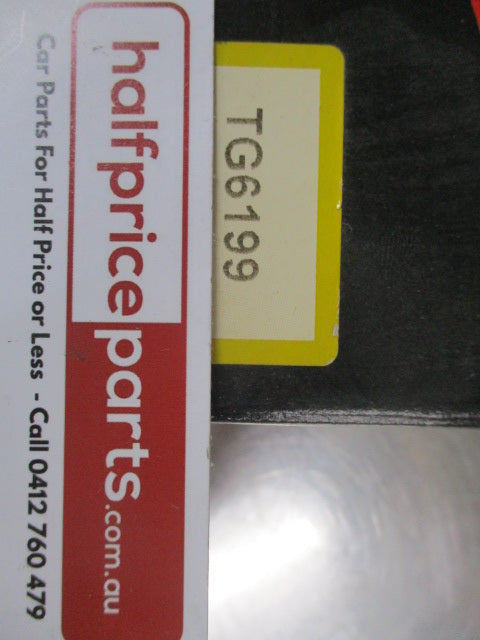 TG6199
halfpriceparts.com.au
Car Parts For Half Price or Less - Call 0412 760 479